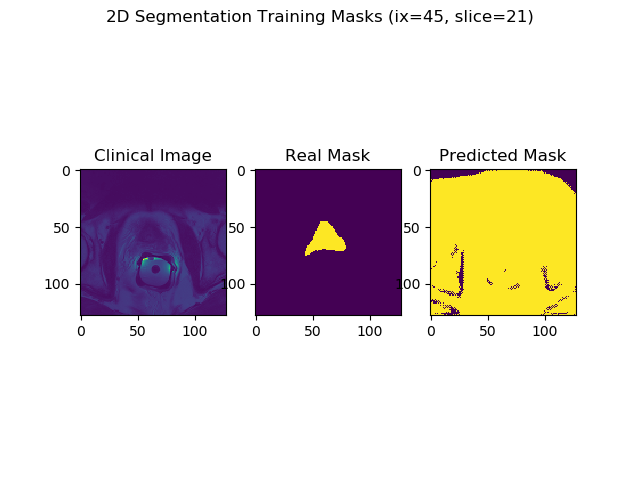 2D Segmentation Training Masks (ix=45, slice=21)
Clinical Image Real Mask Predicted Mask
0 0 0
50 50 50
100 100 100
0 50 100 0 50 100 0 50 100